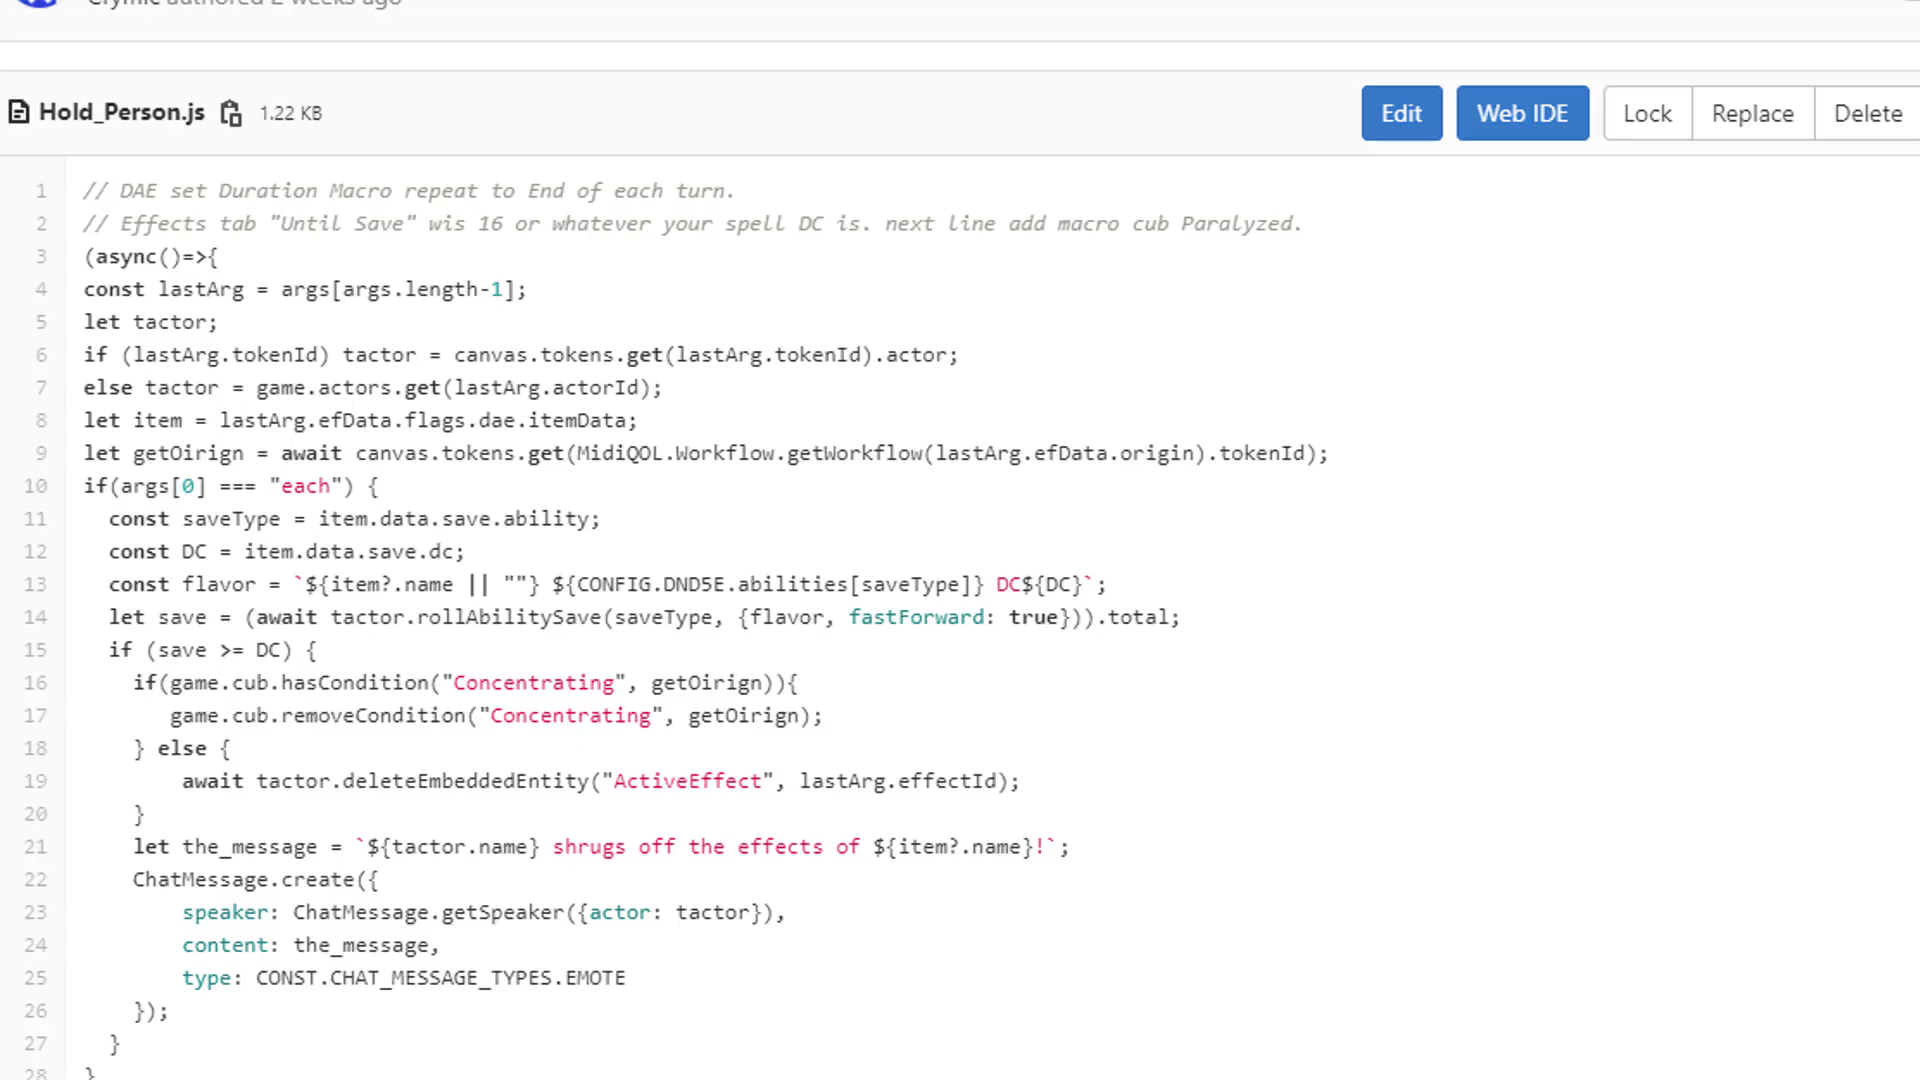 Crymic authored 2 weeks ago
Hold_Person.js 1.22 KB Edit Web IDE Lock Replace Delete
1 // DAE set Duration Macro repeat to End of each turn.
2 // Effects tab "Until Save" wis 16 or whatever your spell DC is. next line add macro cub Paralyzed.
3 (async()=>{
4 const lastArg = args[args.length-1];
5 let tactor;
6 if (lastArg.tokenId) tactor = canvas.tokens.get(lastArg.tokenId).actor;
7 else tactor = game.actors.get(lastArg.actorId);
8 let item = lastArg.efData.flags.dae.itemData;
9 let getOirign = await canvas.tokens.get(MidiQOL.Workflow.getWorkflow(lastArg.efData.origin).tokenId);
10 if(args[0] === "each") {
11   const saveType = item.data.save.ability;
12   const DC = item.data.save.dc;
13   const flavor = `${item?.name || ""} ${CONFIG.DND5E.abilities[saveType]} DC${DC}`;
14   let save = (await tactor.rollAbilitySave(saveType, {flavor, fastForward: true})).total;
15   if (save >= DC) {
16     if(game.cub.hasCondition("Concentrating", getOirign)){
17        game.cub.removeCondition("Concentrating", getOirign);
18     } else {
19         await tactor.deleteEmbeddedEntity("ActiveEffect", lastArg.effectId);
20     }
21     let the_message = `${tactor.name} shrugs off the effects of ${item?.name}!`;
22     ChatMessage.create({
23         speaker: ChatMessage.getSpeaker({actor: tactor}),
24         content: the_message,
25         type: CONST.CHAT_MESSAGE_TYPES.EMOTE
26     });
27   }
28 }